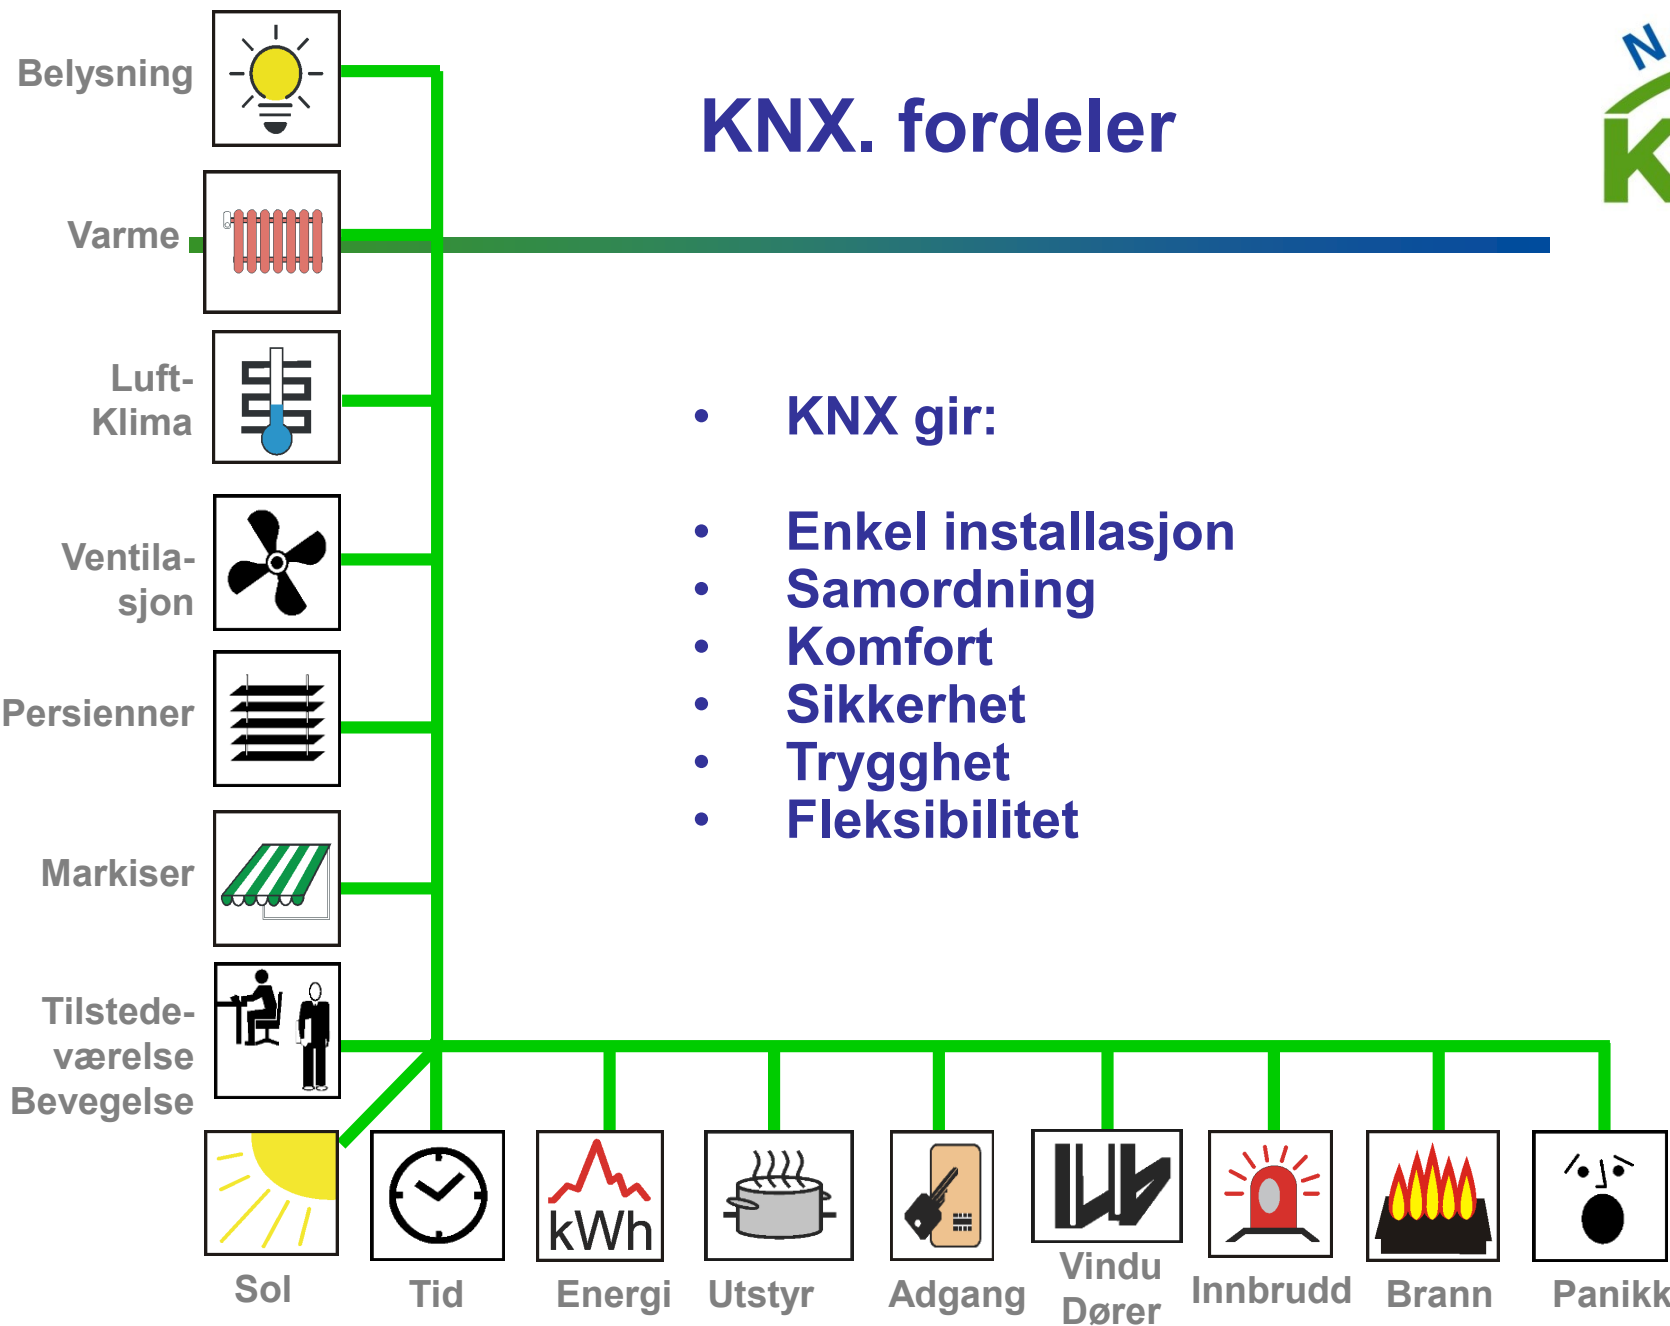 KNX. fordeler
Belysning
Varme
Luft-
Klima
Ventila-
sjon
Persienner
Markiser
Tilstede-
værelse
Bevegelse
• KNX gir:
• Enkel installasjon
• Samordning
• Komfort
• Sikkerhet
• Trygghet
• Fleksibilitet
kWh
Sol
Tid
Energi
Utstyr
Adgang
Vindu
Dører
Innbrudd
Brann
Panikk
N
K